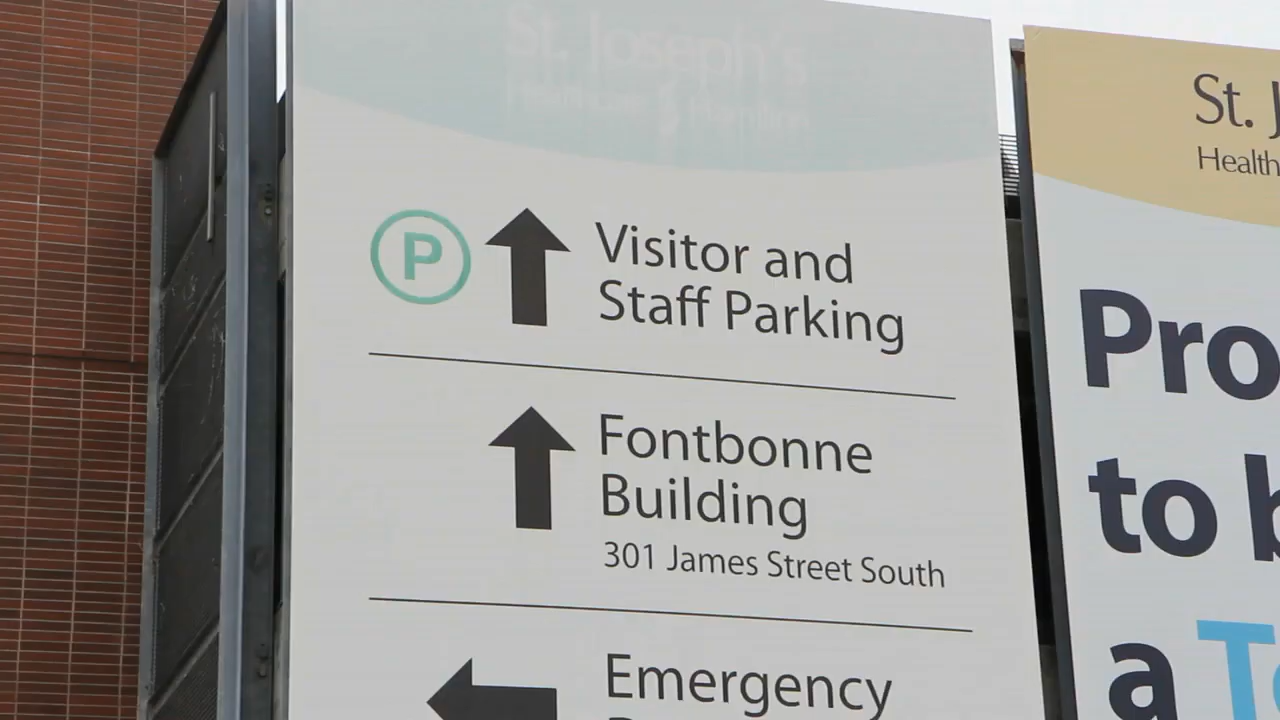 St. Joseph's
Healthcare Hamilton
P
Visitor and
Staff Parking
Fontbonne
Building
301 James Street South
Emergency
St. J
Health
Pro
to b
a T